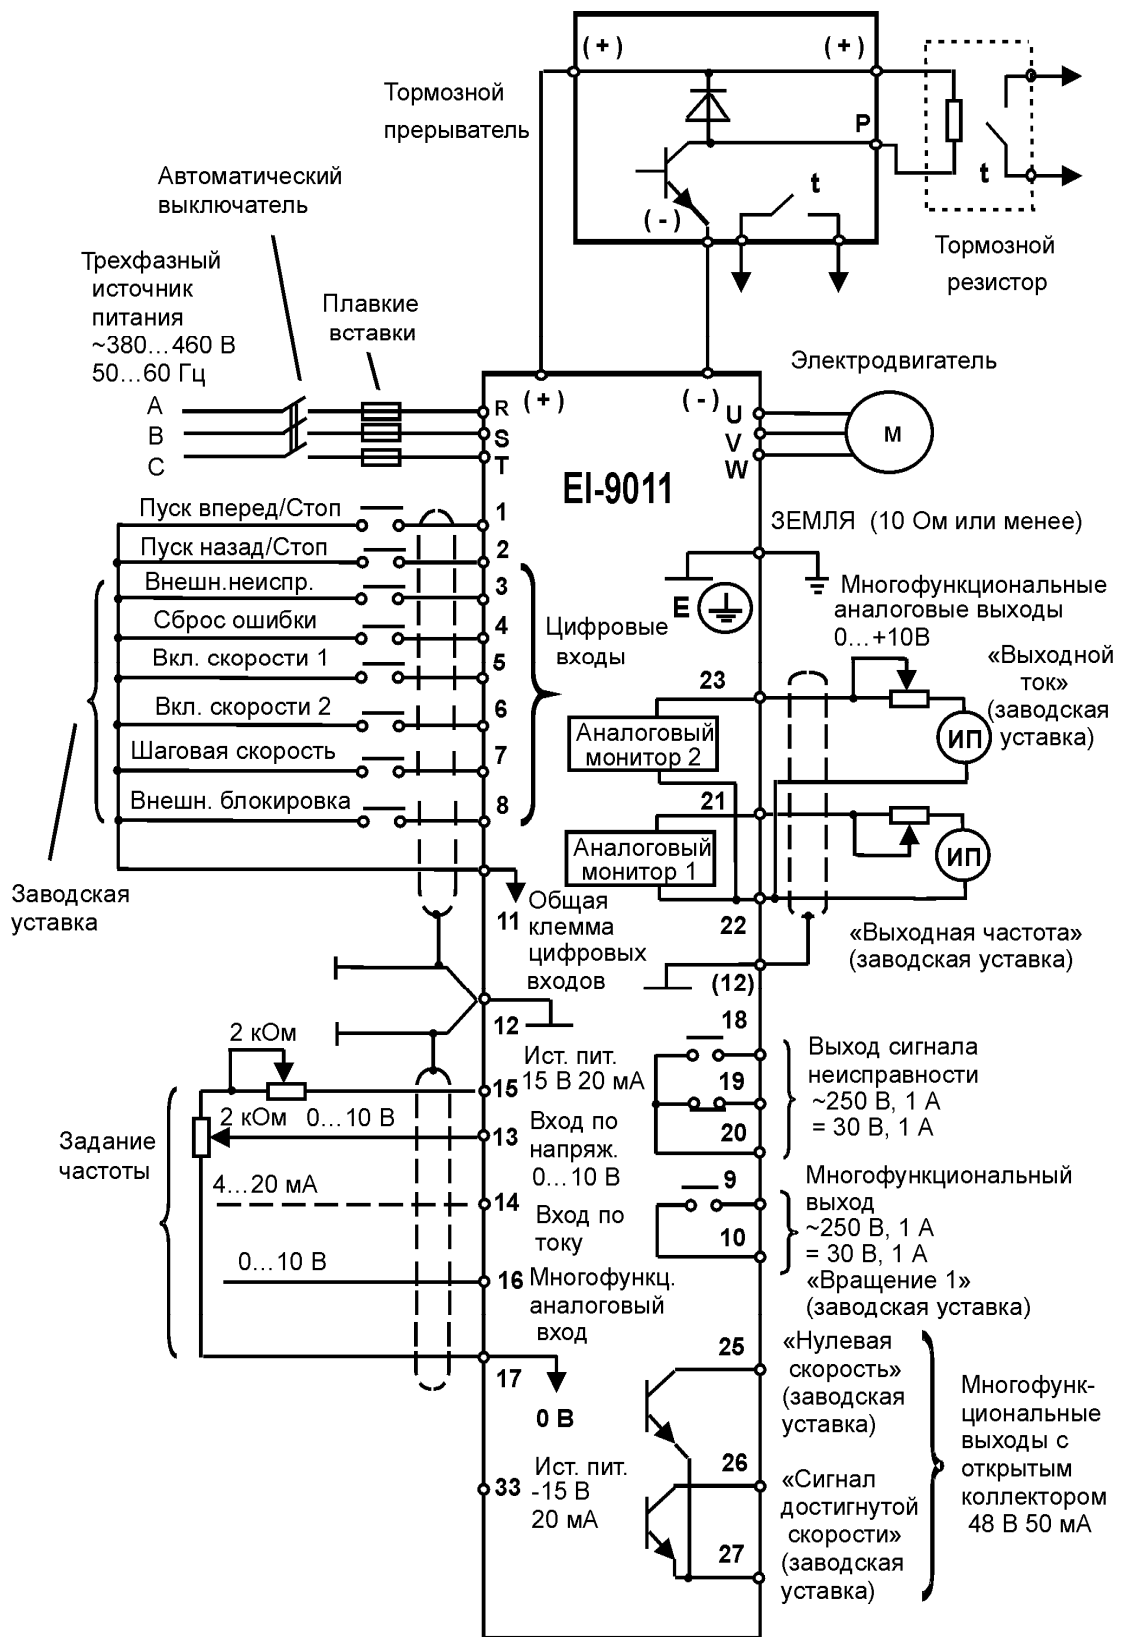 (+)
(+)
Тормозной
прерыватель
P
t
t
(-)
Тормозной
резистор
Автоматический
выключатель
Трехфазный
источник
питания
~380...460 В
50...60 Гц
Плавкие
вставки
Электродвигатель
(+)
(-)
A
B
C
R
S
T
U
V
W
M
EI-9011
Пуск вперед/Стоп
1
Пуск назад/Стоп
2
Внешн.неиспр.
3
Сброс ошибки
4
Вкл. скорости 1
5
Вкл. скорости 2
6
Шаговая скорость
7
Внешн. блокировка
8
Цифровые
входы
Заводская
уставка
11
Общая
клемма
цифровых
входов
ЗЕМЛЯ (10 Ом или менее)
E
Многофункциональные
аналоговые выходы
0...+10В
«Выходной
ток»
(заводская
уставка)
23
Аналоговый
монитор 2
ИП
21
Аналоговый
монитор 1
ИП
22
«Выходная частота»
(заводская уставка)
(12)
12
2 кОм
Ист. пит.
15 В 20 мА
15
2 кОм
0...10 В
13
Вход по
напряж.
0...10 В
Задание
частоты
4...20 мА
14
Вход по
току
0...10 В
16
Многофункц.
аналоговый
вход
17
0 В
33
Ист. пит.
-15 В
20 мА
18
19
20
Выход сигнала
неисправности
~250 В, 1 А
= 30 В, 1 А
9
10
Многофункциональный
выход
~250 В, 1 А
= 30 В, 1 А
«Вращение 1»
(заводская уставка)
25
«Нулевая
скорость»
(заводская
уставка)
26
«Сигнал
достигнутой
скорости»
(заводская
уставка)
27
Многофунк-
циональные
выходы с
открытым
коллектором
48 В 50 мА